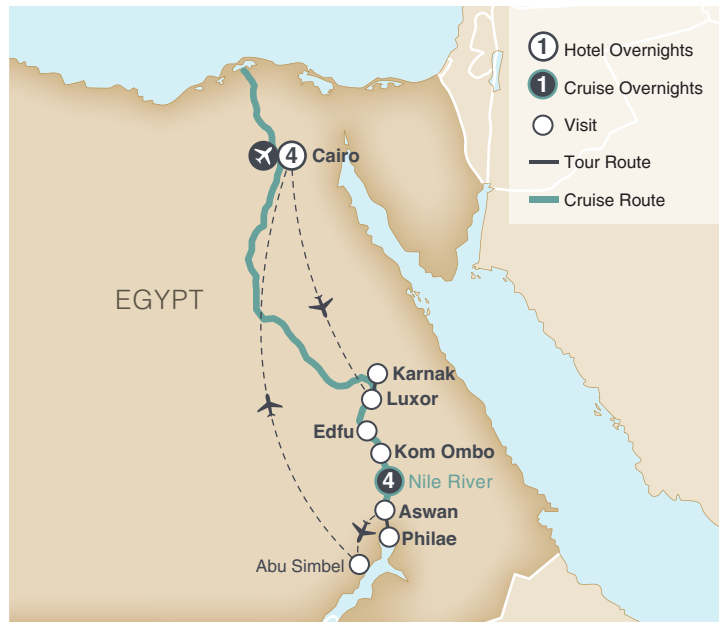 1 Hotel Overnights
1 Cruise Overnights
Visit
Tour Route
Cruise Route
4 Cairo
EGYPT
Karnak
Luxor
Edfu
Kom Ombo
4 Nile River
Aswan
Philae
Abu Simbel